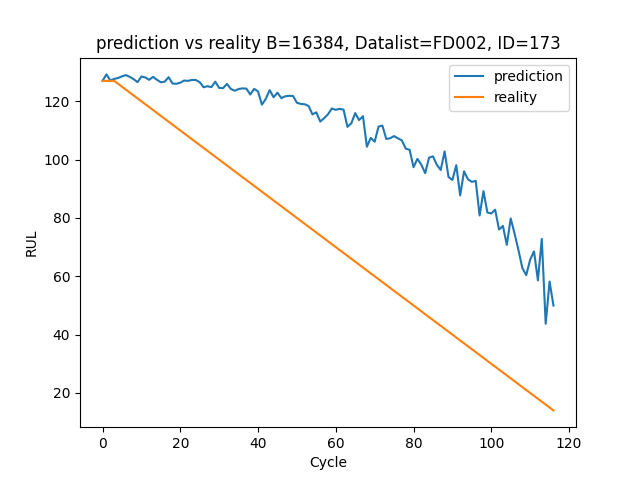 prediction vs reality B=16384, Datalist=FD002, ID=173
prediction
reality
RUL
120
100
80
60
40
20
0 20 40 60 80 100 120
Cycle